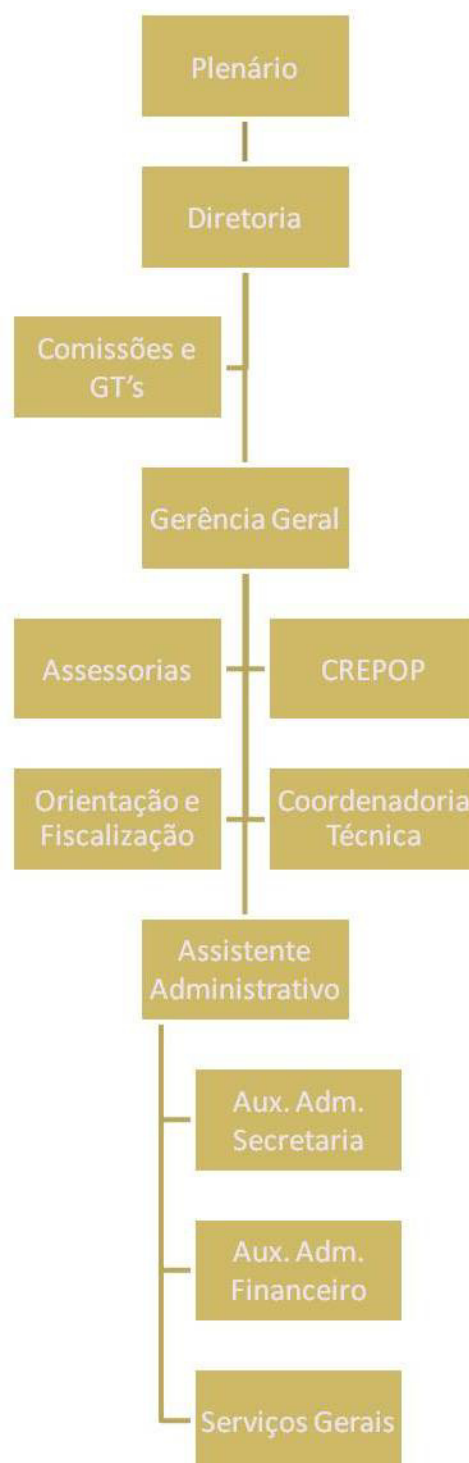 Plenário
Diretoria
Comissões e
GT's
Gerência Geral
Assessorias
CREPOP
Orientação e
Fiscalização
Coordenadoria
Técnica
Assistente
Administrativo
Aux. Adm.
Secretaria
Aux. Adm.
Financeiro
Serviços Gerais